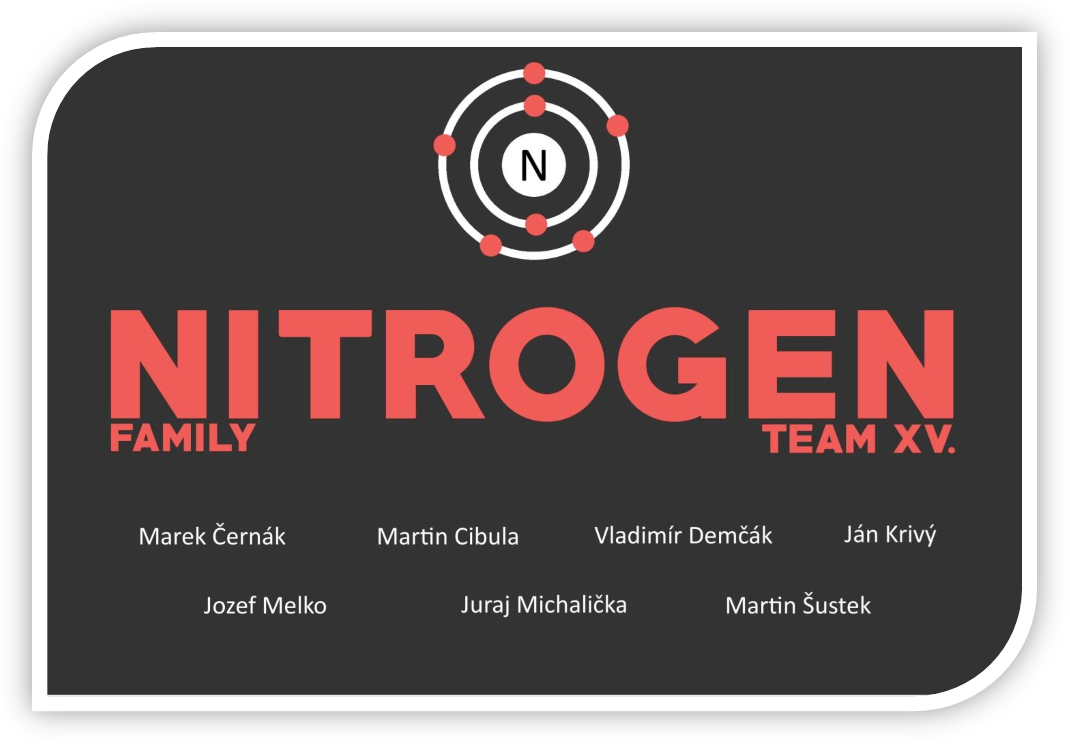 N
NITROGEN
FAMILY TEAM XV.
Marek Černák Martin Cibula Vladimír Demčák Ján Krivý
Jozef Melko Juraj Michalička Martin Šustek